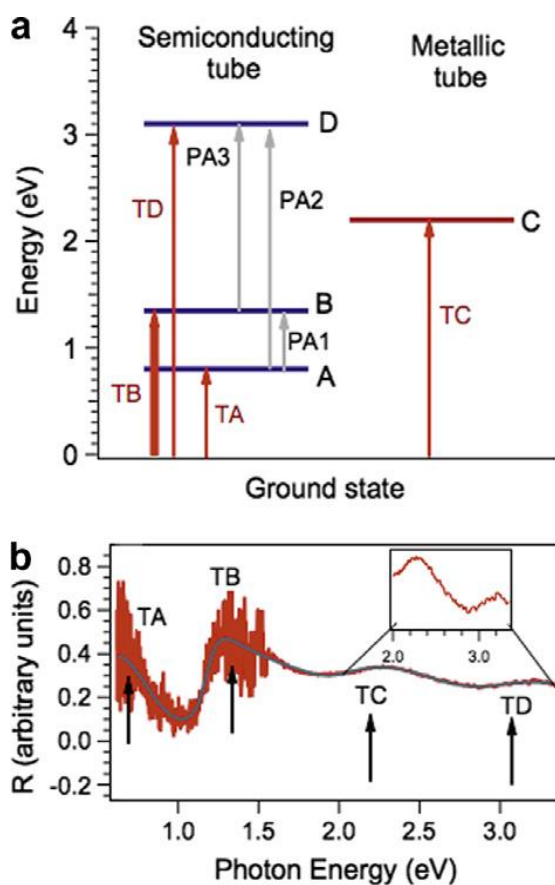 a
Semiconducting tube
Metallic tube
4
3
2
1
0
Energy (eV)
D
PA3
TD
PA2
C
B
TC
PA1
TB
A
TA
Ground state
b
0.8
0.6
0.4
0.2
0.0
-0.2
R (arbitrary units)
TA
TB
2.0
3.0
TC
TD
1.0
1.5
2.0
2.5
3.0
Photon Energy (eV)